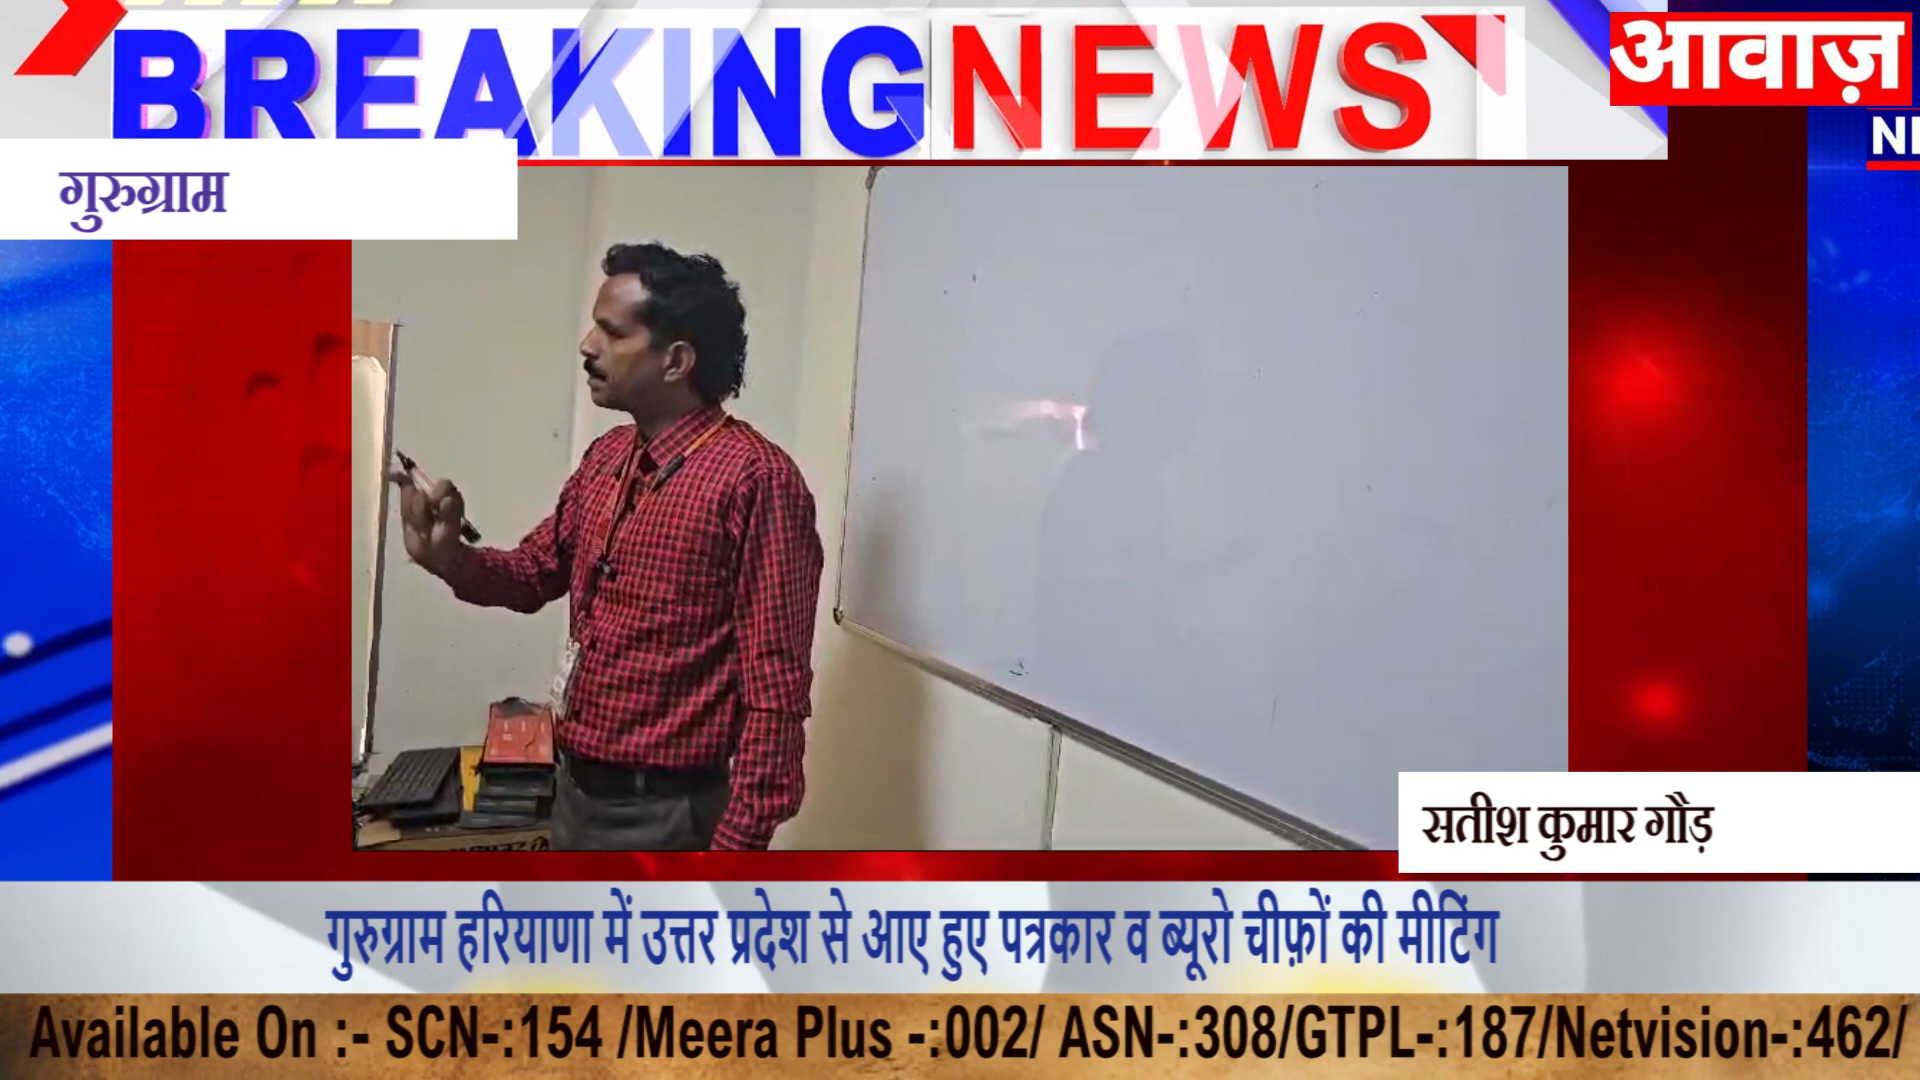 BREAKING NEWS
आवाज़
गुरुग्राम
सतीश कुमार गौड़
गुरुग्राम हरियाणा में उत्तर प्रदेश से आए हुए पत्रकार व ब्यूरो चीफ़ों की मीटिंग
Available On :- SCN-:154 /Meera Plus -:002/ ASN-:308/GTPL-:187/Netvision-:462/